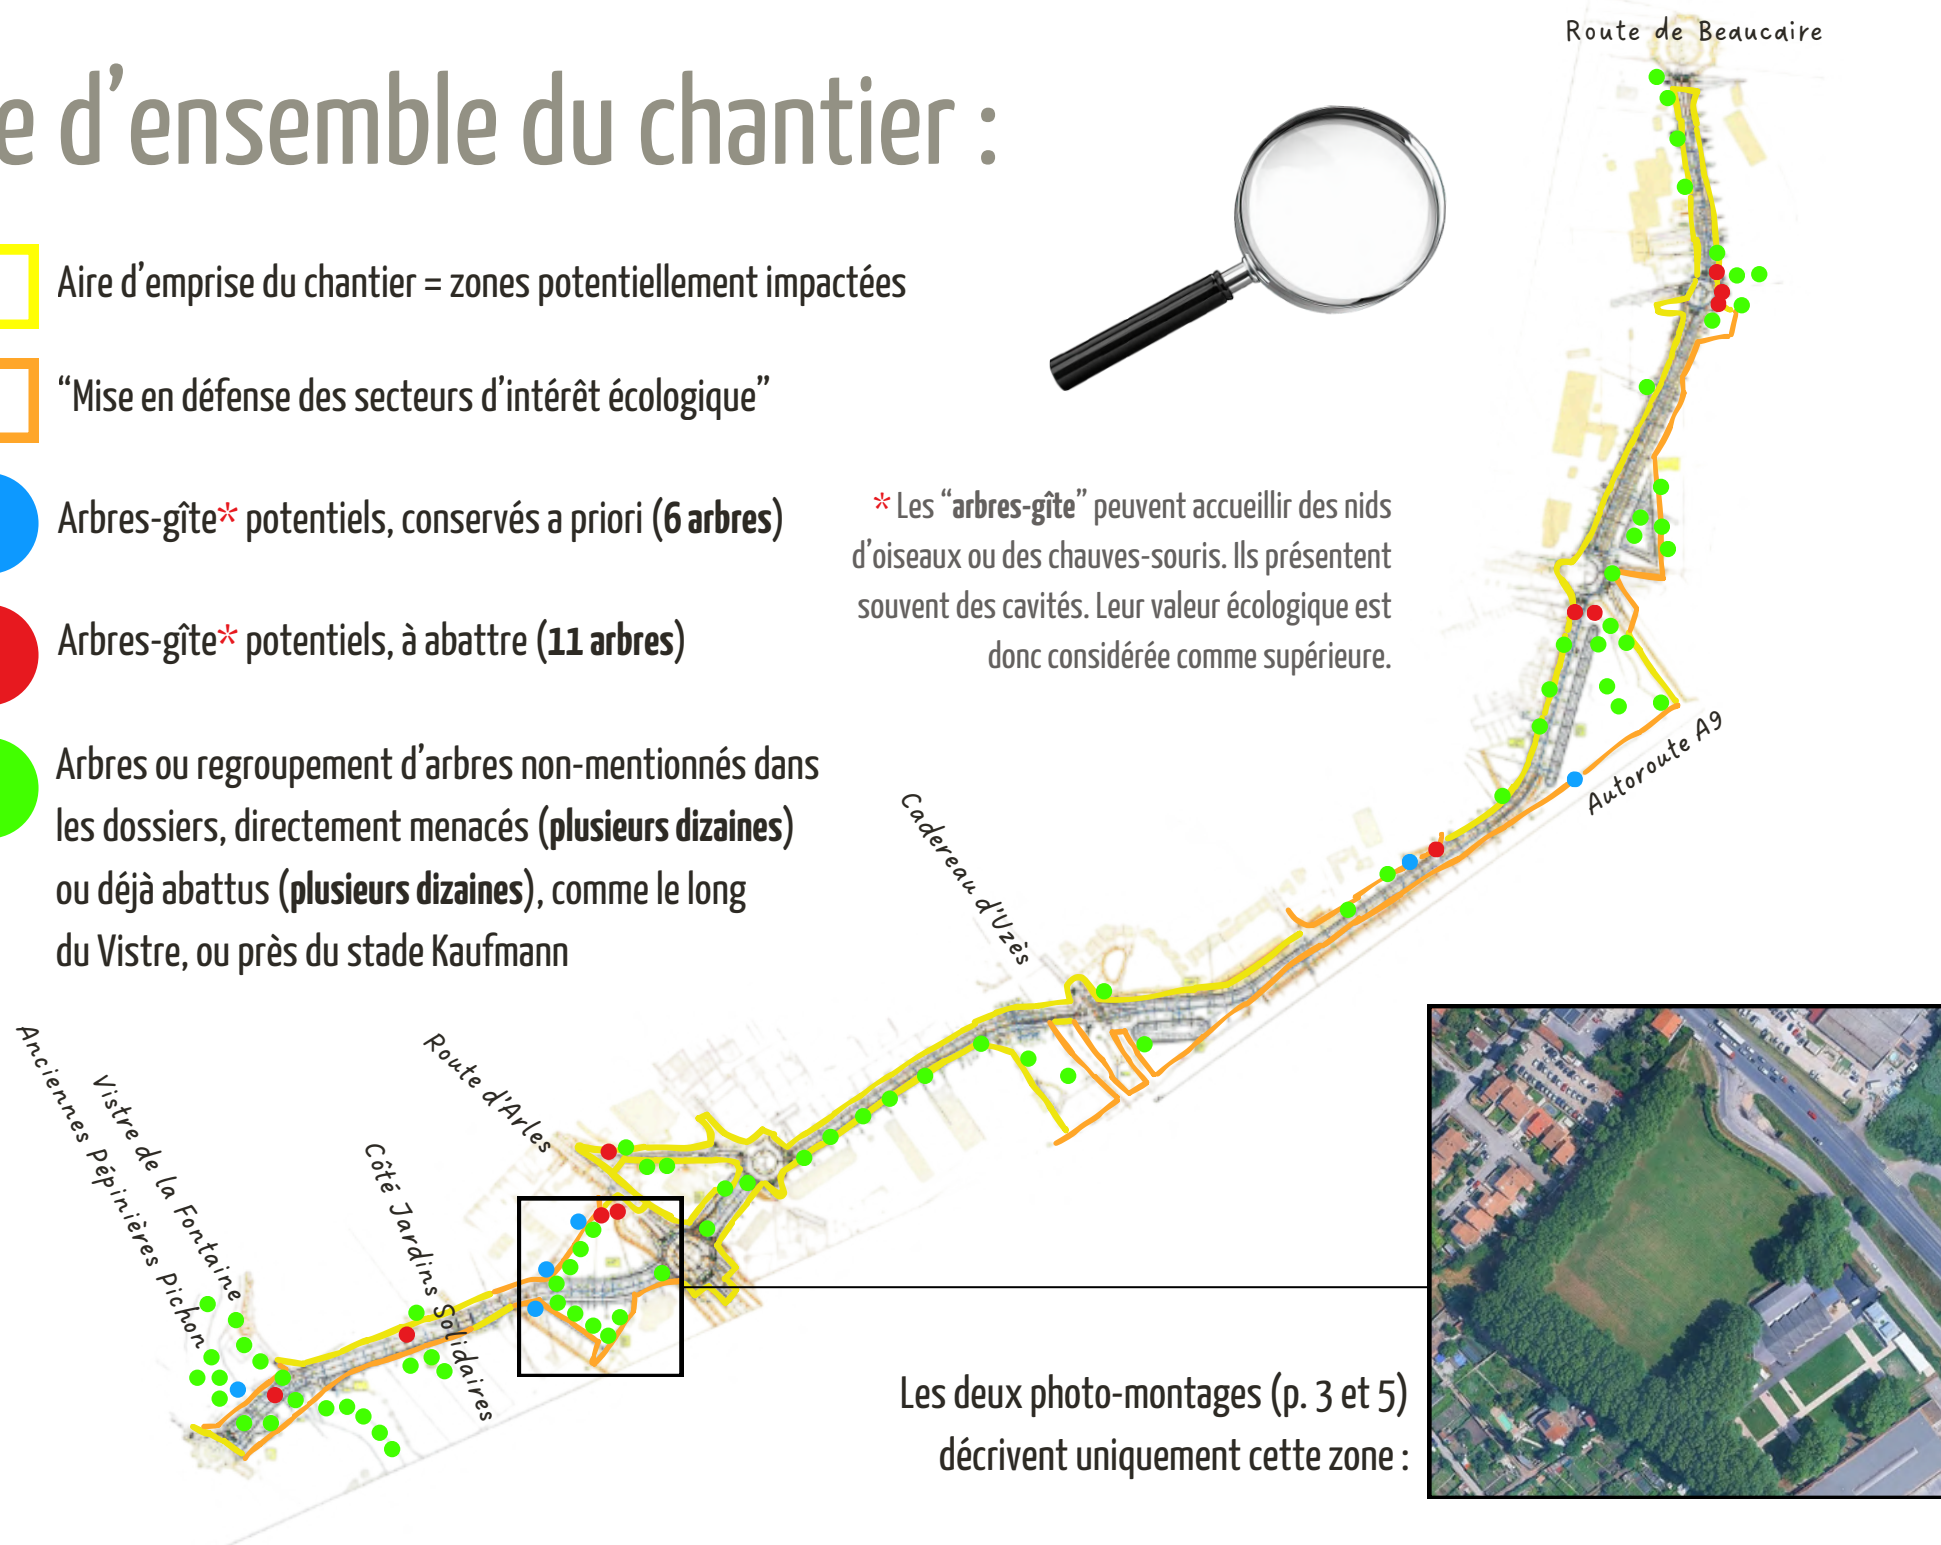 e d’ensemble du chantier :
Route de Beaucaire
Aire d’emprise du chantier = zones potentiellement impactées
“Mise en défense des secteurs d’intérêt écologique”
Arbres-gîte* potentiels, conservés a priori (6 arbres)
Arbres-gîte* potentiels, à abattre (11 arbres)
Arbres ou regroupement d’arbres non-mentionnés dans
les dossiers, directement menacés (plusieurs dizaines)
ou déjà abattus (plusieurs dizaines), comme le long
du Vistre, ou près du stade Kaufmann
* Les “arbres-gîte” peuvent accueillir des nids
d’oiseaux ou des chauves-souris. Ils présentent
souvent des cavités. Leur valeur écologique est
donc considérée comme supérieure.
Autoroute A9
Cadereau d'Uzès
Route d'Arles
Côté Jardins Solidaires
Vistre de la Fontaine
Anciennes Pépinières Pichon
Les deux photo-montages (p. 3 et 5)
décrivent uniquement cette zone :